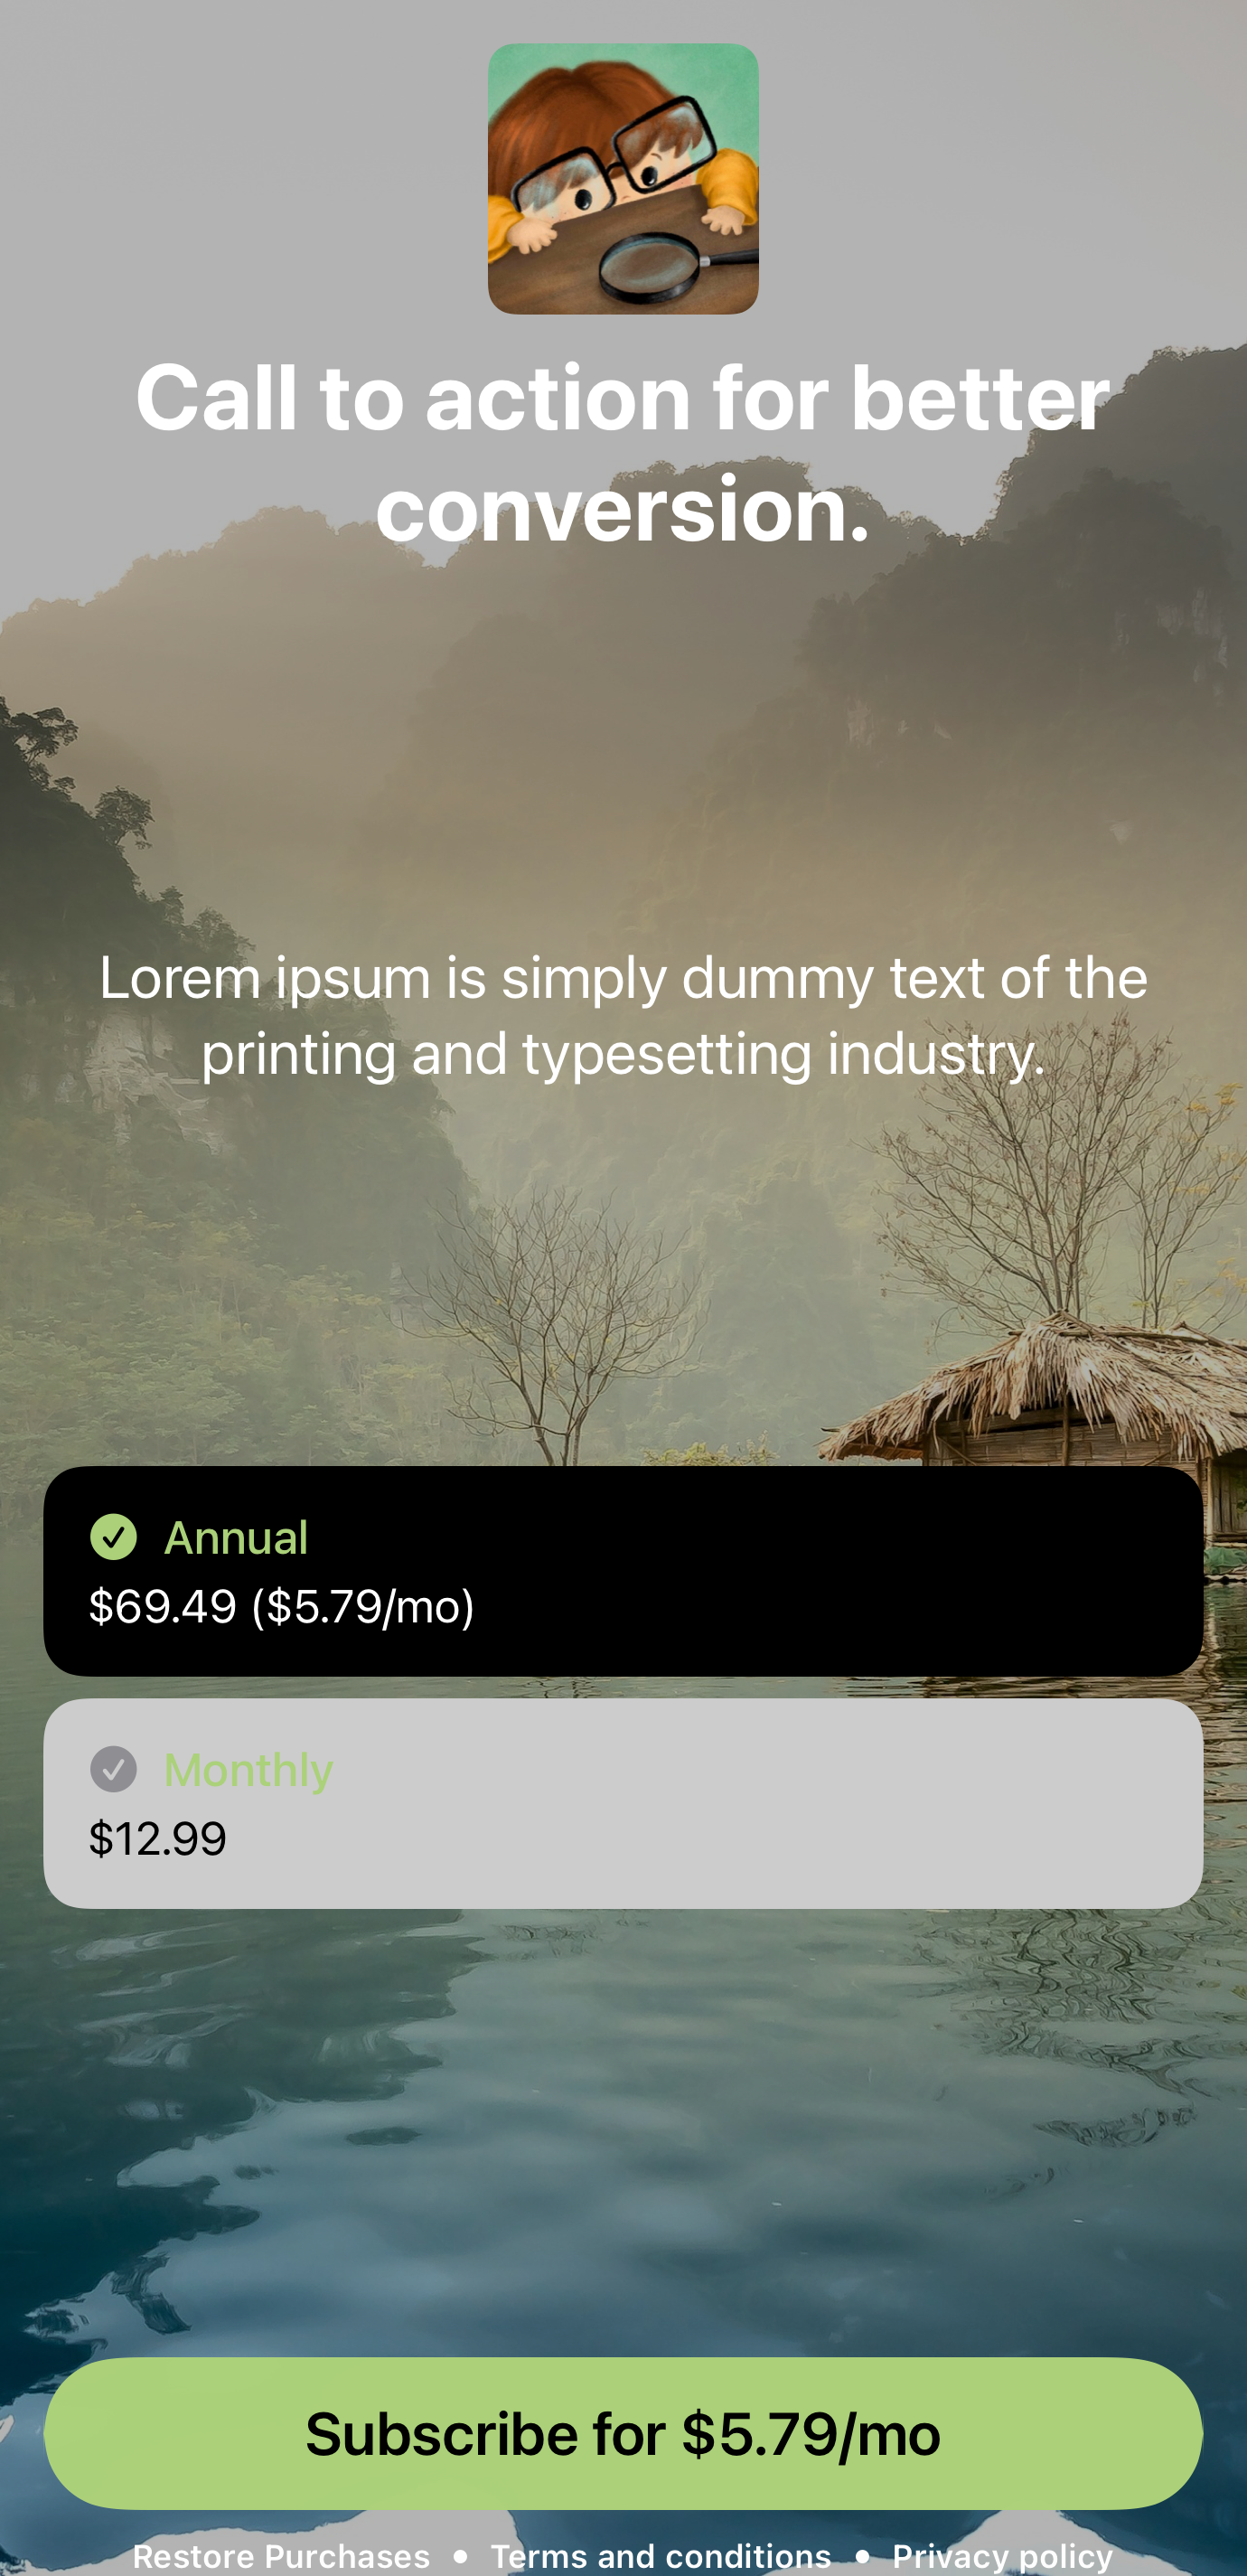 Call to action for better
conversion.
Lorem ipsum is simply dummy text of the
printing and typesetting industry.
Annual
$69.49 ($5.79/mo)
Monthly
$12.99
Subscribe for $5.79/mo
Restore Purchases • Terms and conditions • Privacy policy